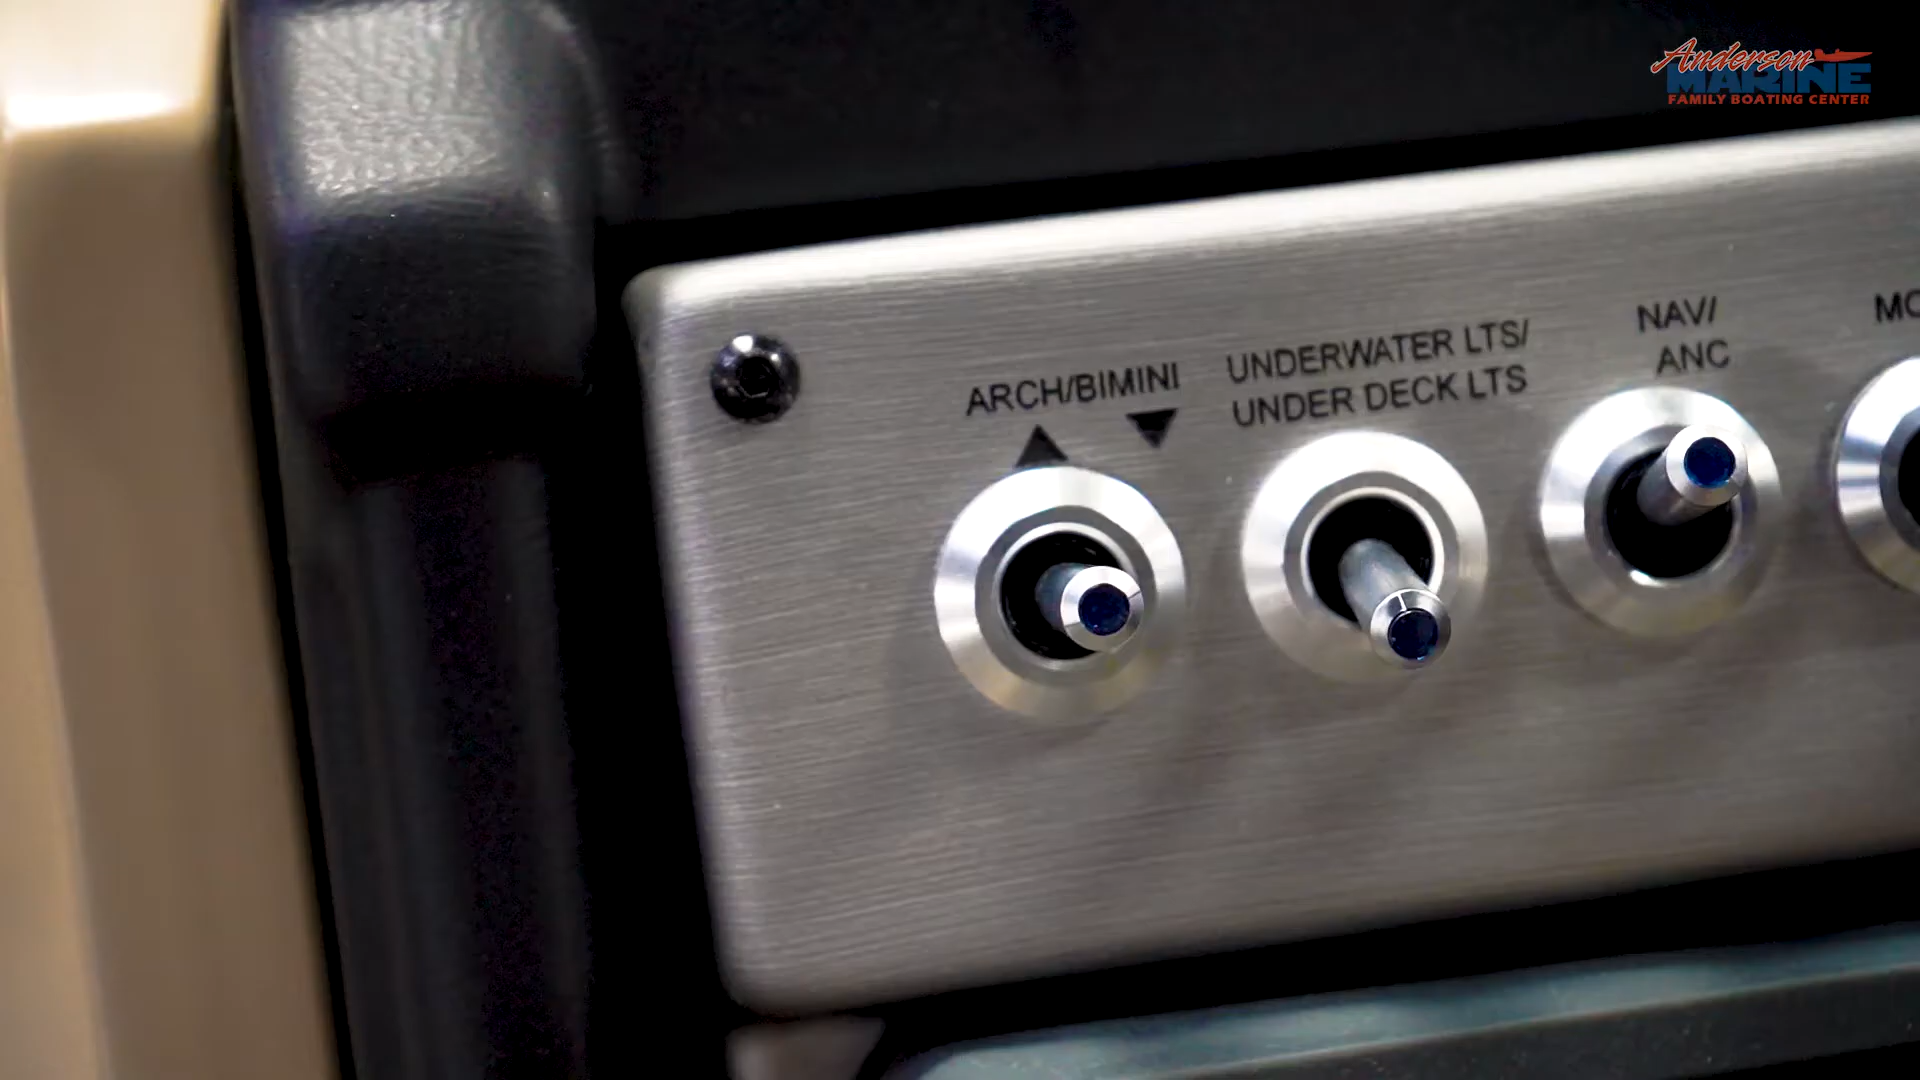 Anderson
MARINE
FAMILY BOATING CENTER
ARCH/BIMINI
UNDERWATER LTS/
UNDER DECK LTS
NAV/
ANC